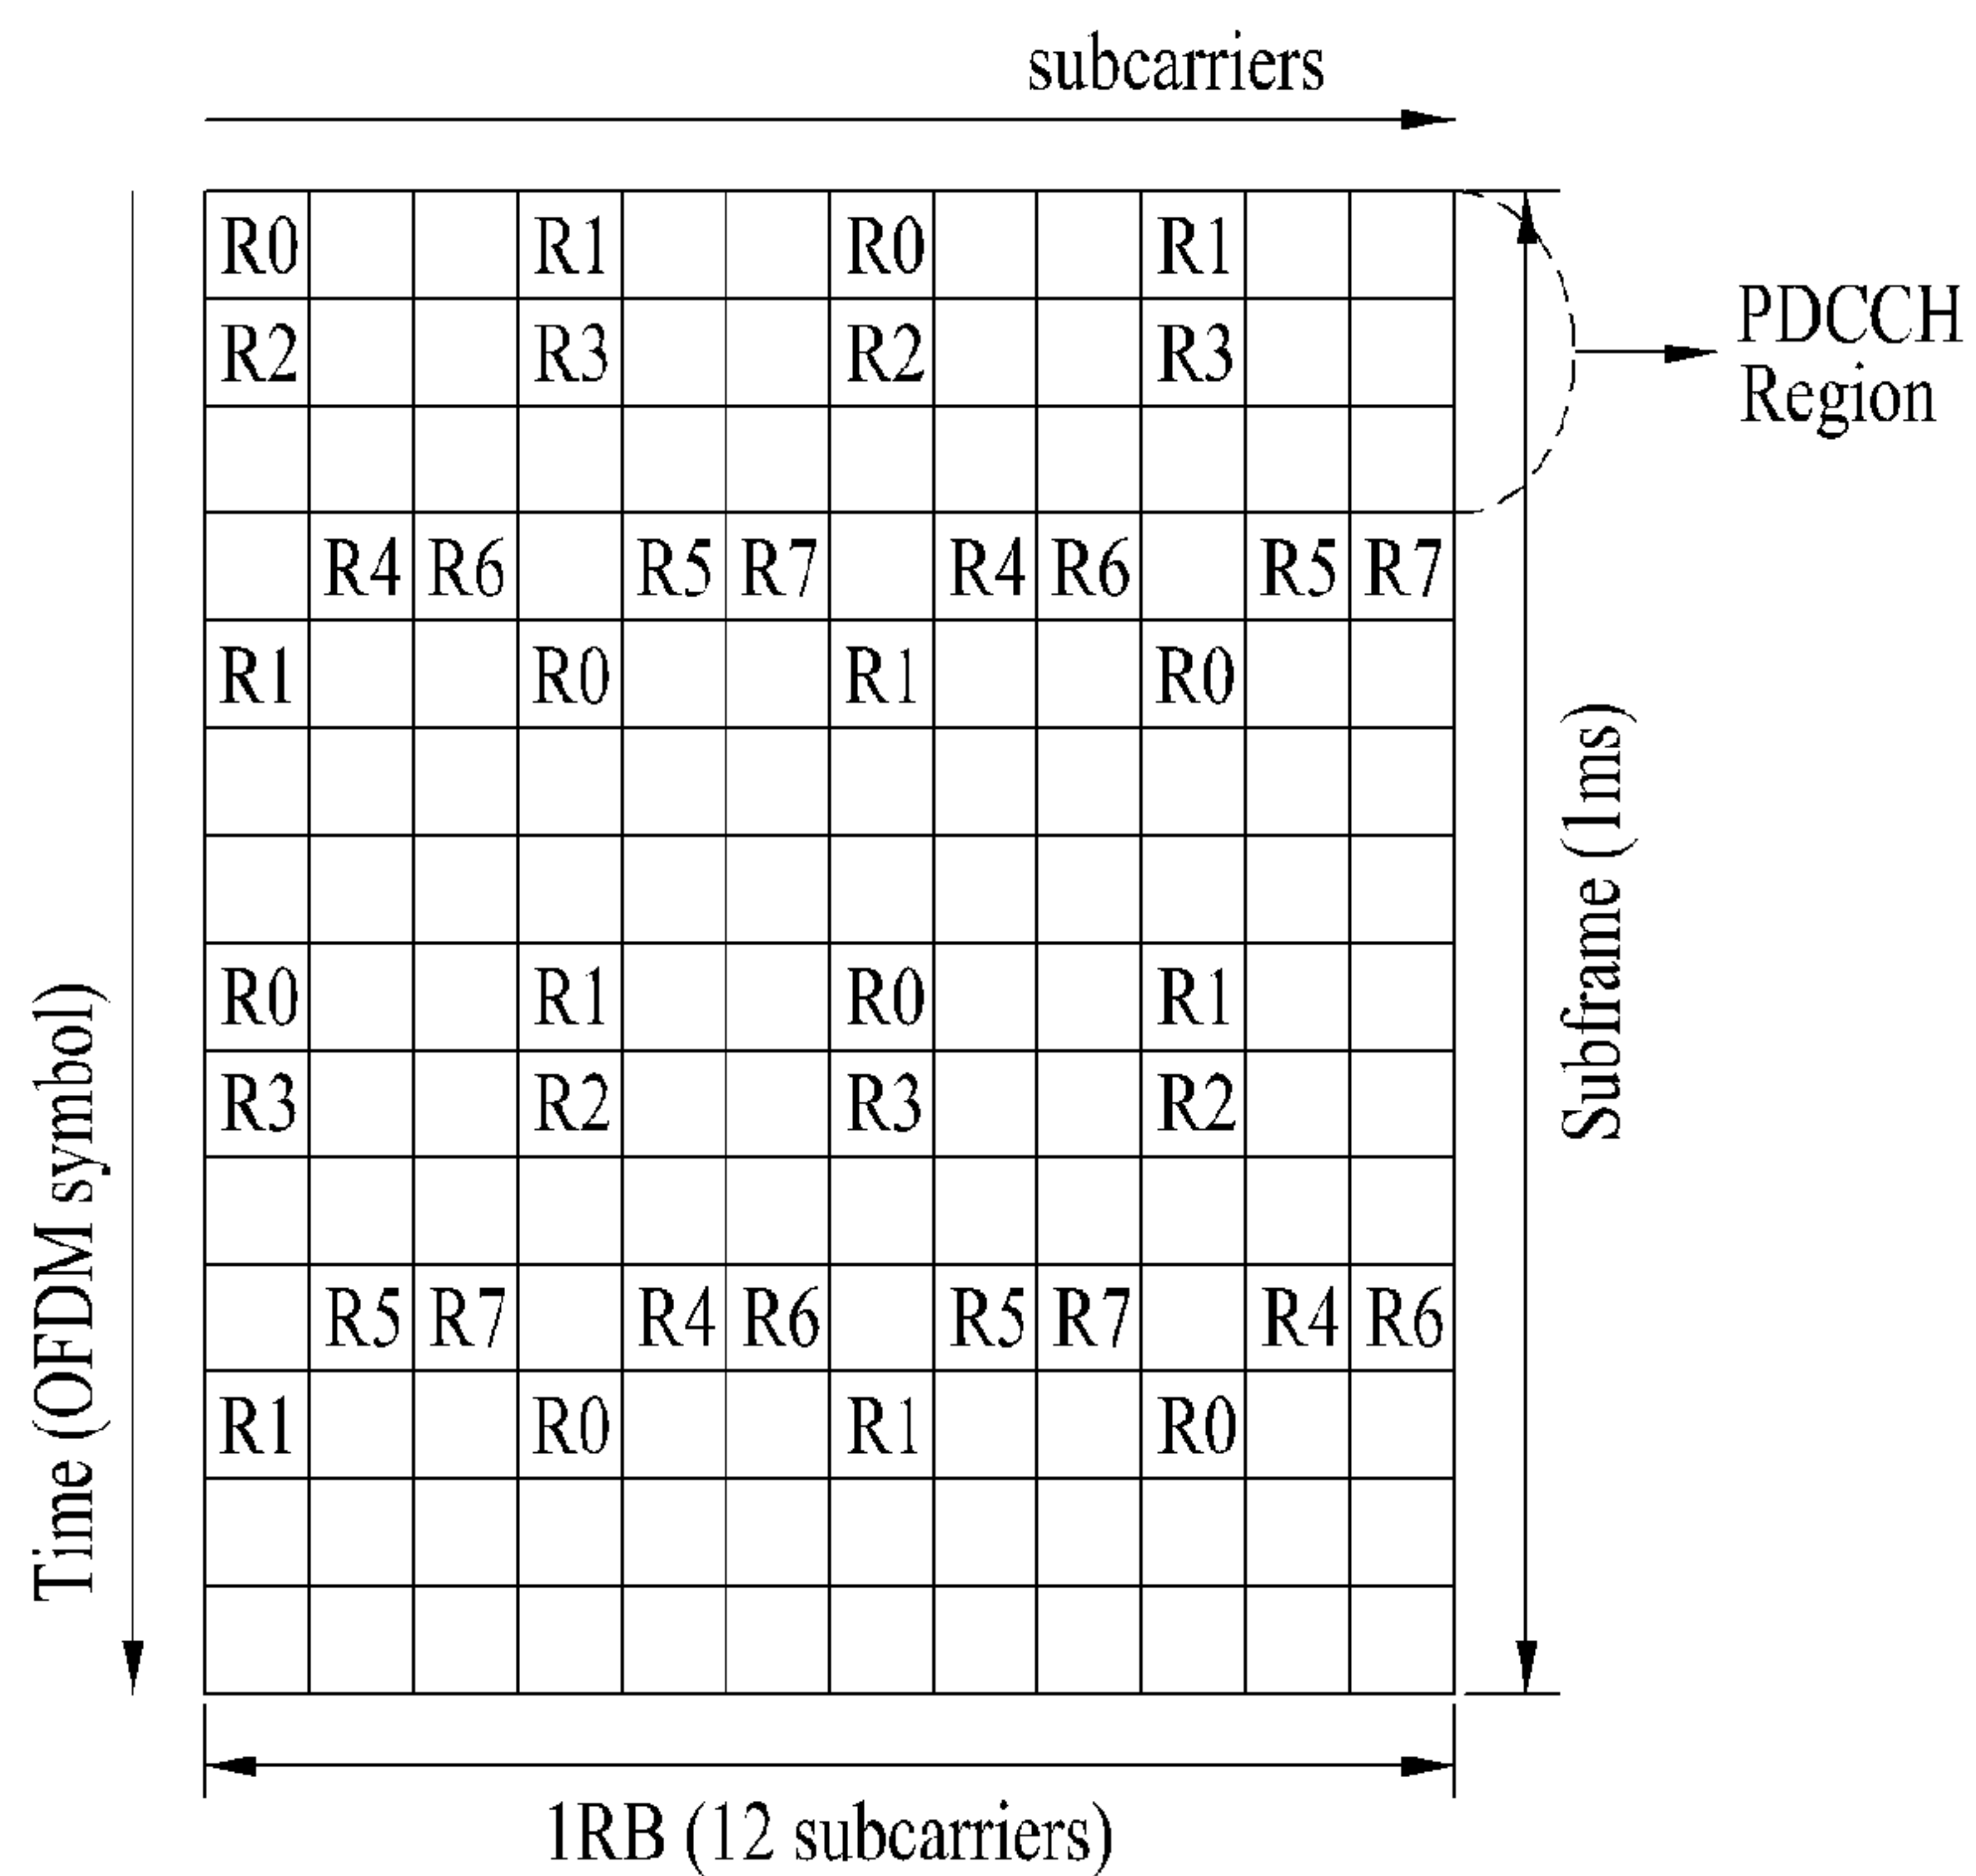 subcarriers
R0 R1 R0 R1
R2 R3 R2 R3
PDCCH
Region
R4 R6 R5 R7 R4 R6 R5 R7
R1 R0 R1 R0
R0 R1 R0 R1
R3 R2 R3 R2
R5 R7 R4 R6 R5 R7 R4 R6
R1 R0 R1 R0
Time (OFDM symbol)
Subframe (1ms)
1RB (12 subcarriers)